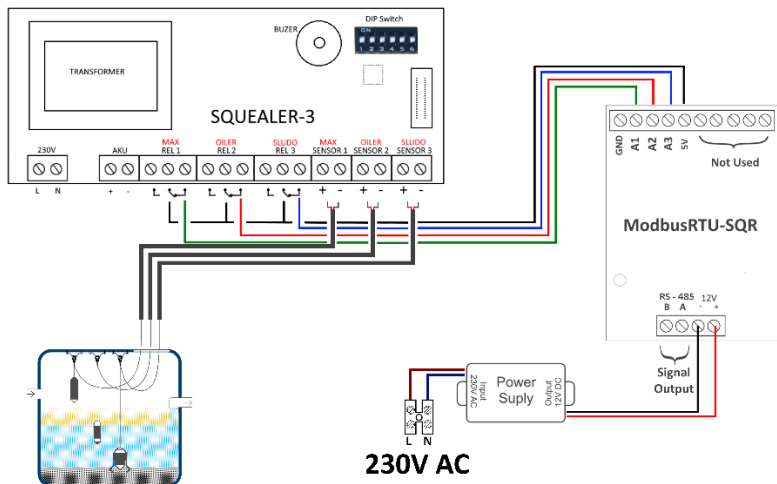 DIP Switch
ON
1 2 3 4 5 6
BUZER
TRANSFORMER
SQUEALER-3
230V
AKU
MAX
REL 1
OILER
REL 2
SLUDO
REL 3
MAX
SENSOR 1
OILER
SENSOR 2
SLUDO
SENSOR 3
L N
+ -
+ - + - + -
GND A1 A2 A3 5V
Not Used
ModbusRTU-SQR
RS - 485
B A
12V
- +
Signal
Output
Input
230V AC
Power
Suply
Output
12V DC
L N
230V AC